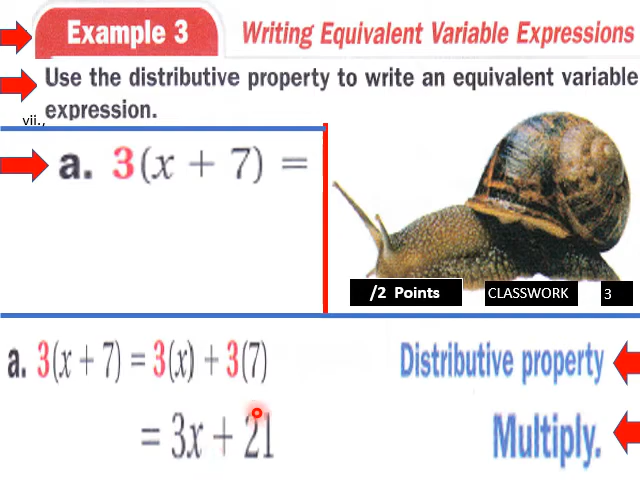 Example 3 Writing Equivalent Variable Expressions
Use the distributive property to write an equivalent variable
expression.
vii.,
a. 3(x + 7) =
/2 Points CLASSWORK 3
a. 3(x + 7) = 3(x) + 3(7) Distributive property
= 3x + 21 Multiply.